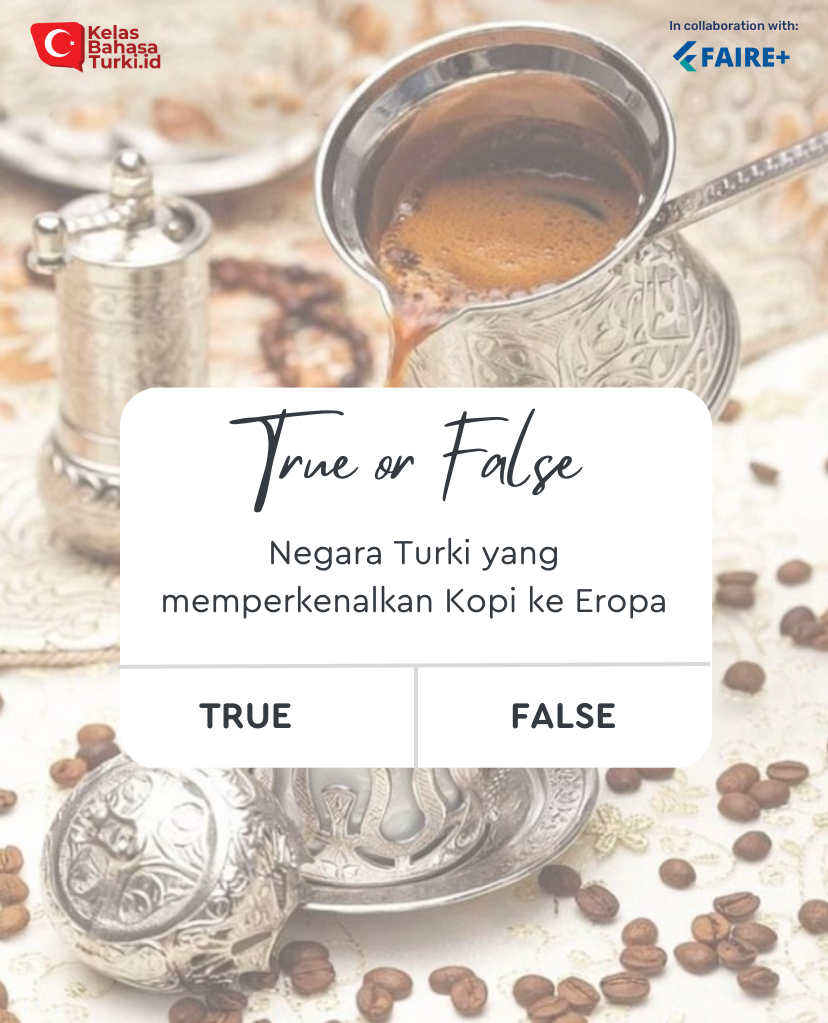 Kelas
Bahasa
Turki.id
In collaboration with:
FAIRE+
True or False
Negara Turki yang
memperkenalkan Kopi ke Eropa
TRUE
FALSE